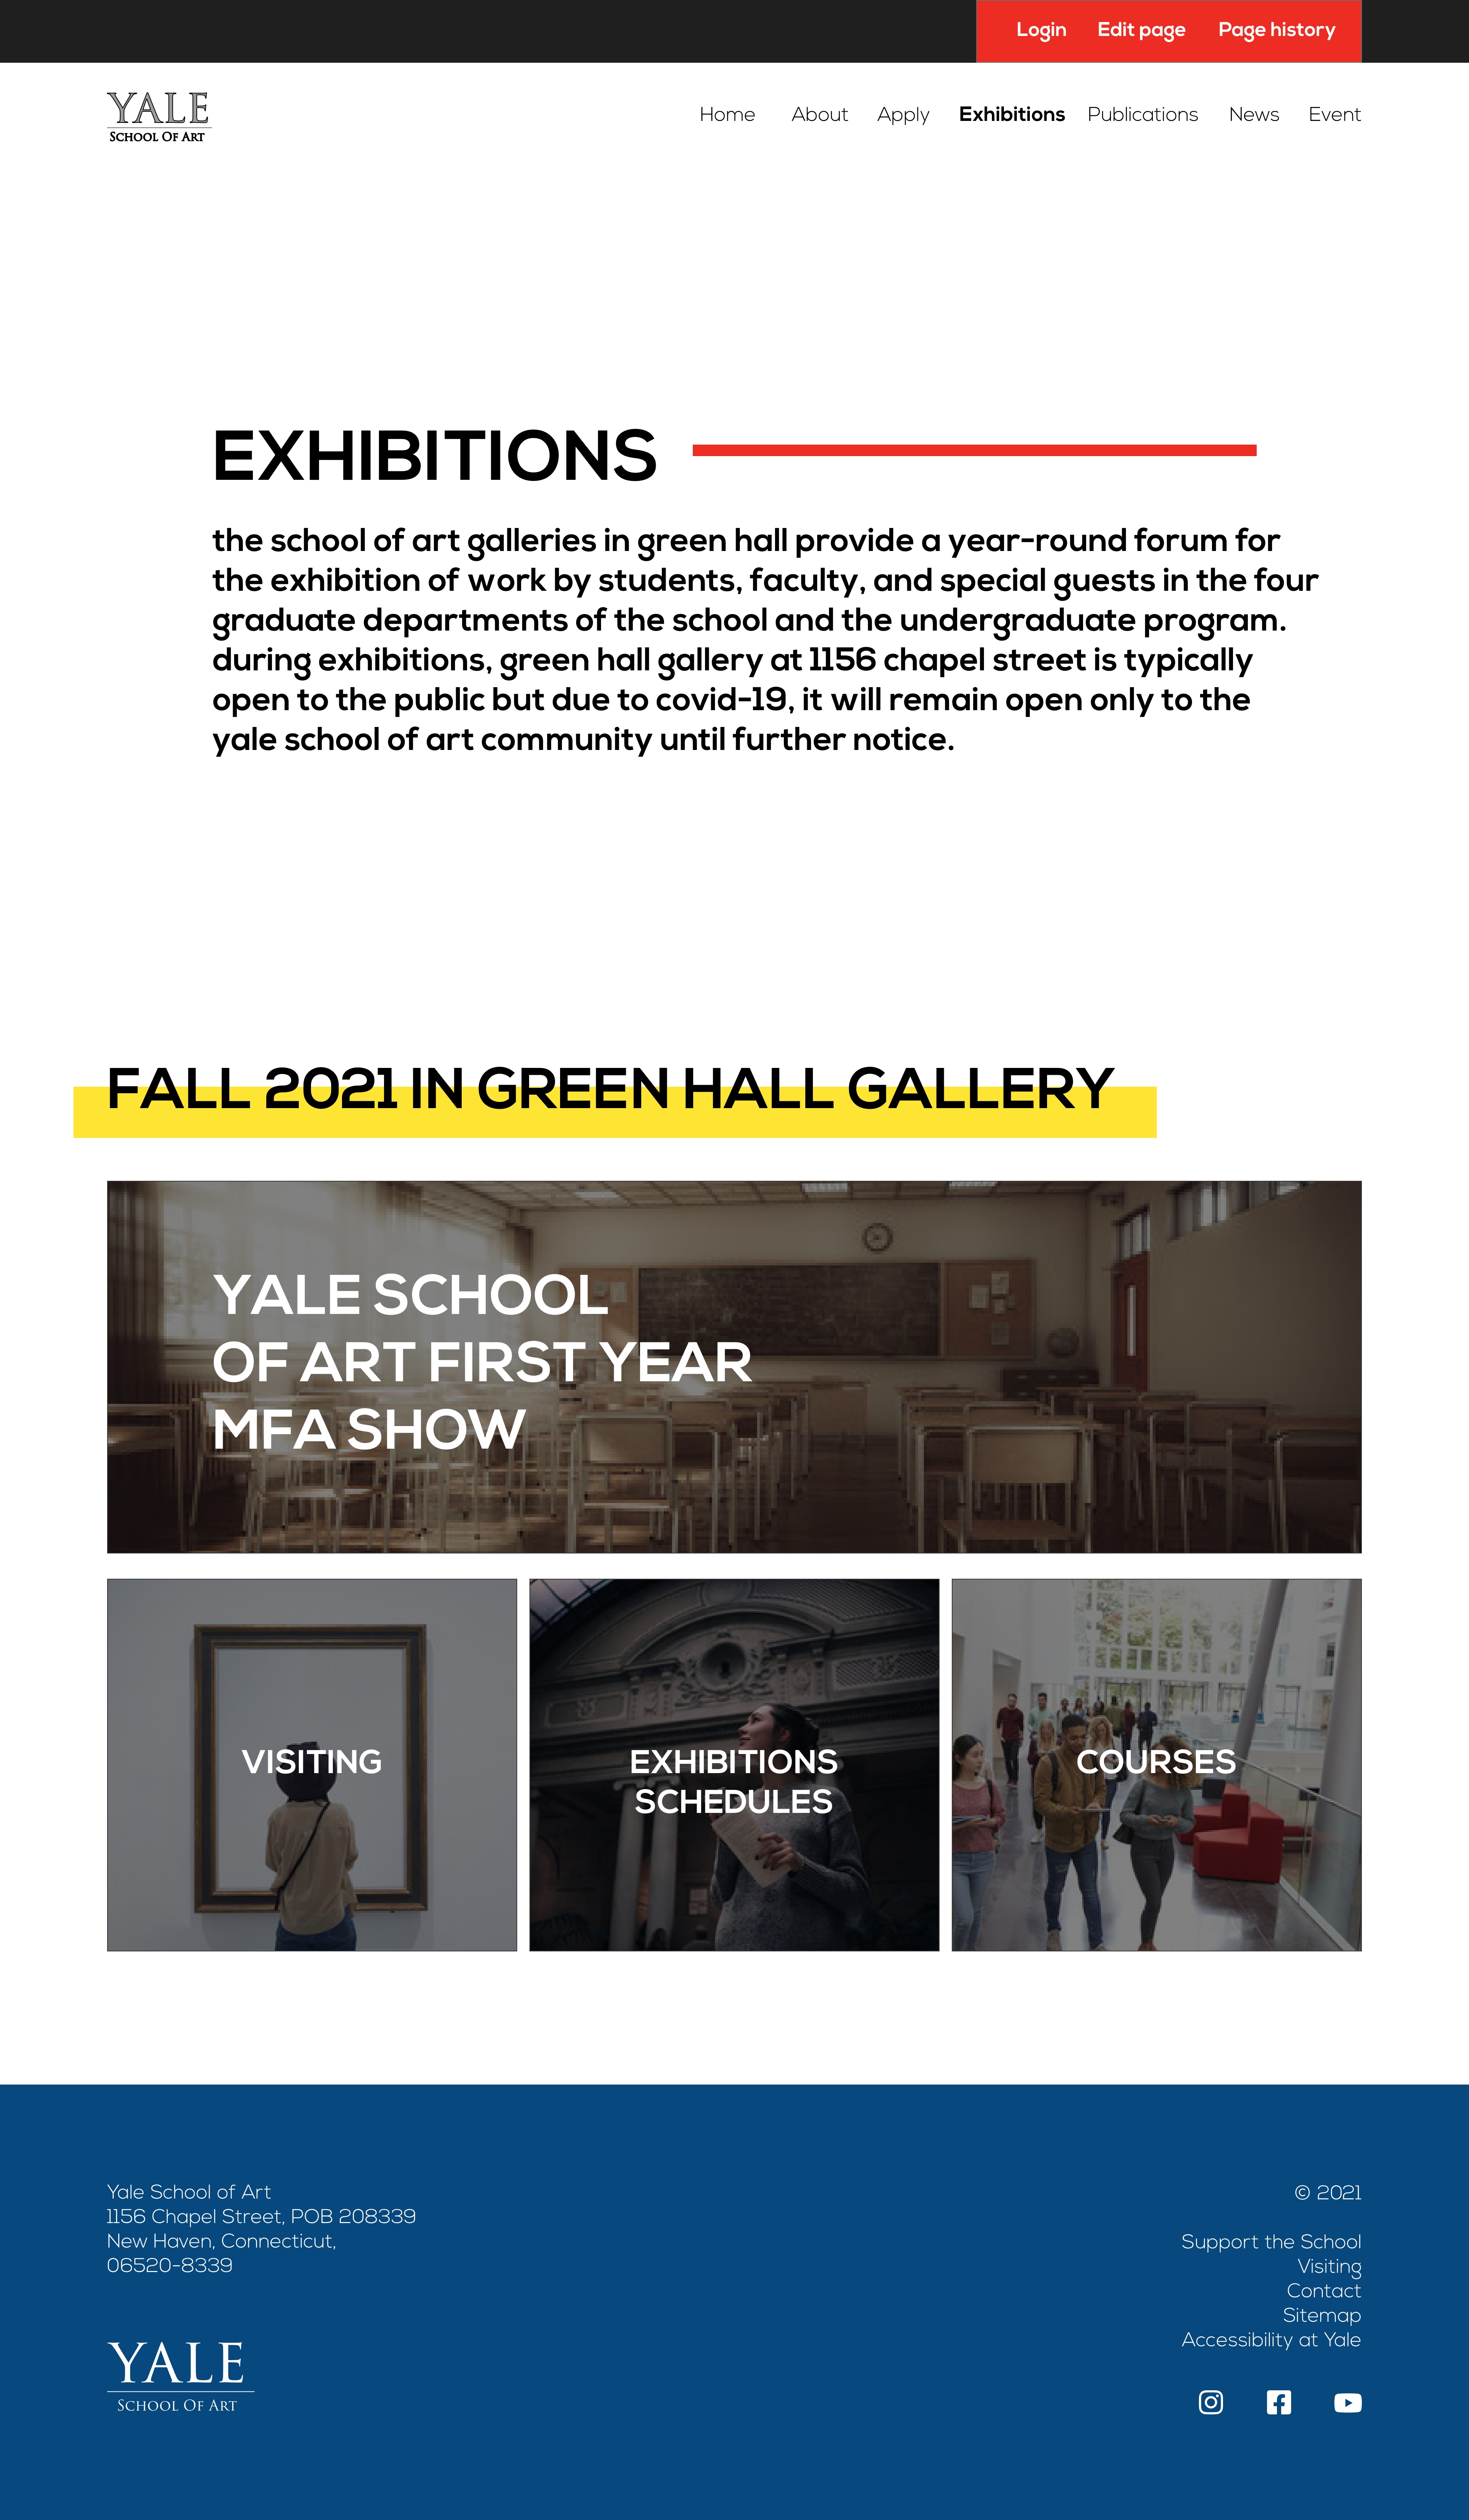 Login Edit page Page history
YALE
SCHOOL OF ART
Home About Apply Exhibitions Publications News Event
EXHIBITIONS
the school of art galleries in green hall provide a year-round forum for
the exhibition of work by students, faculty, and special guests in the four
graduate departments of the school and the undergraduate program.
during exhibitions, green hall gallery at 1156 chapel street is typically
open to the public but due to covid-19, it will remain open only to the
yale school of art community until further notice.
FALL 2021 IN GREEN HALL GALLERY
YALE SCHOOL
OF ART FIRST YEAR
MFA SHOW
VISITING
EXHIBITIONS
SCHEDULES
COURSES
Yale School of Art
1156 Chapel Street, POB 208339
New Haven, Connecticut,
06520-8339
YALE
SCHOOL OF ART
© 2021
Support the School
Visiting
Contact
Sitemap
Accessibility at Yale